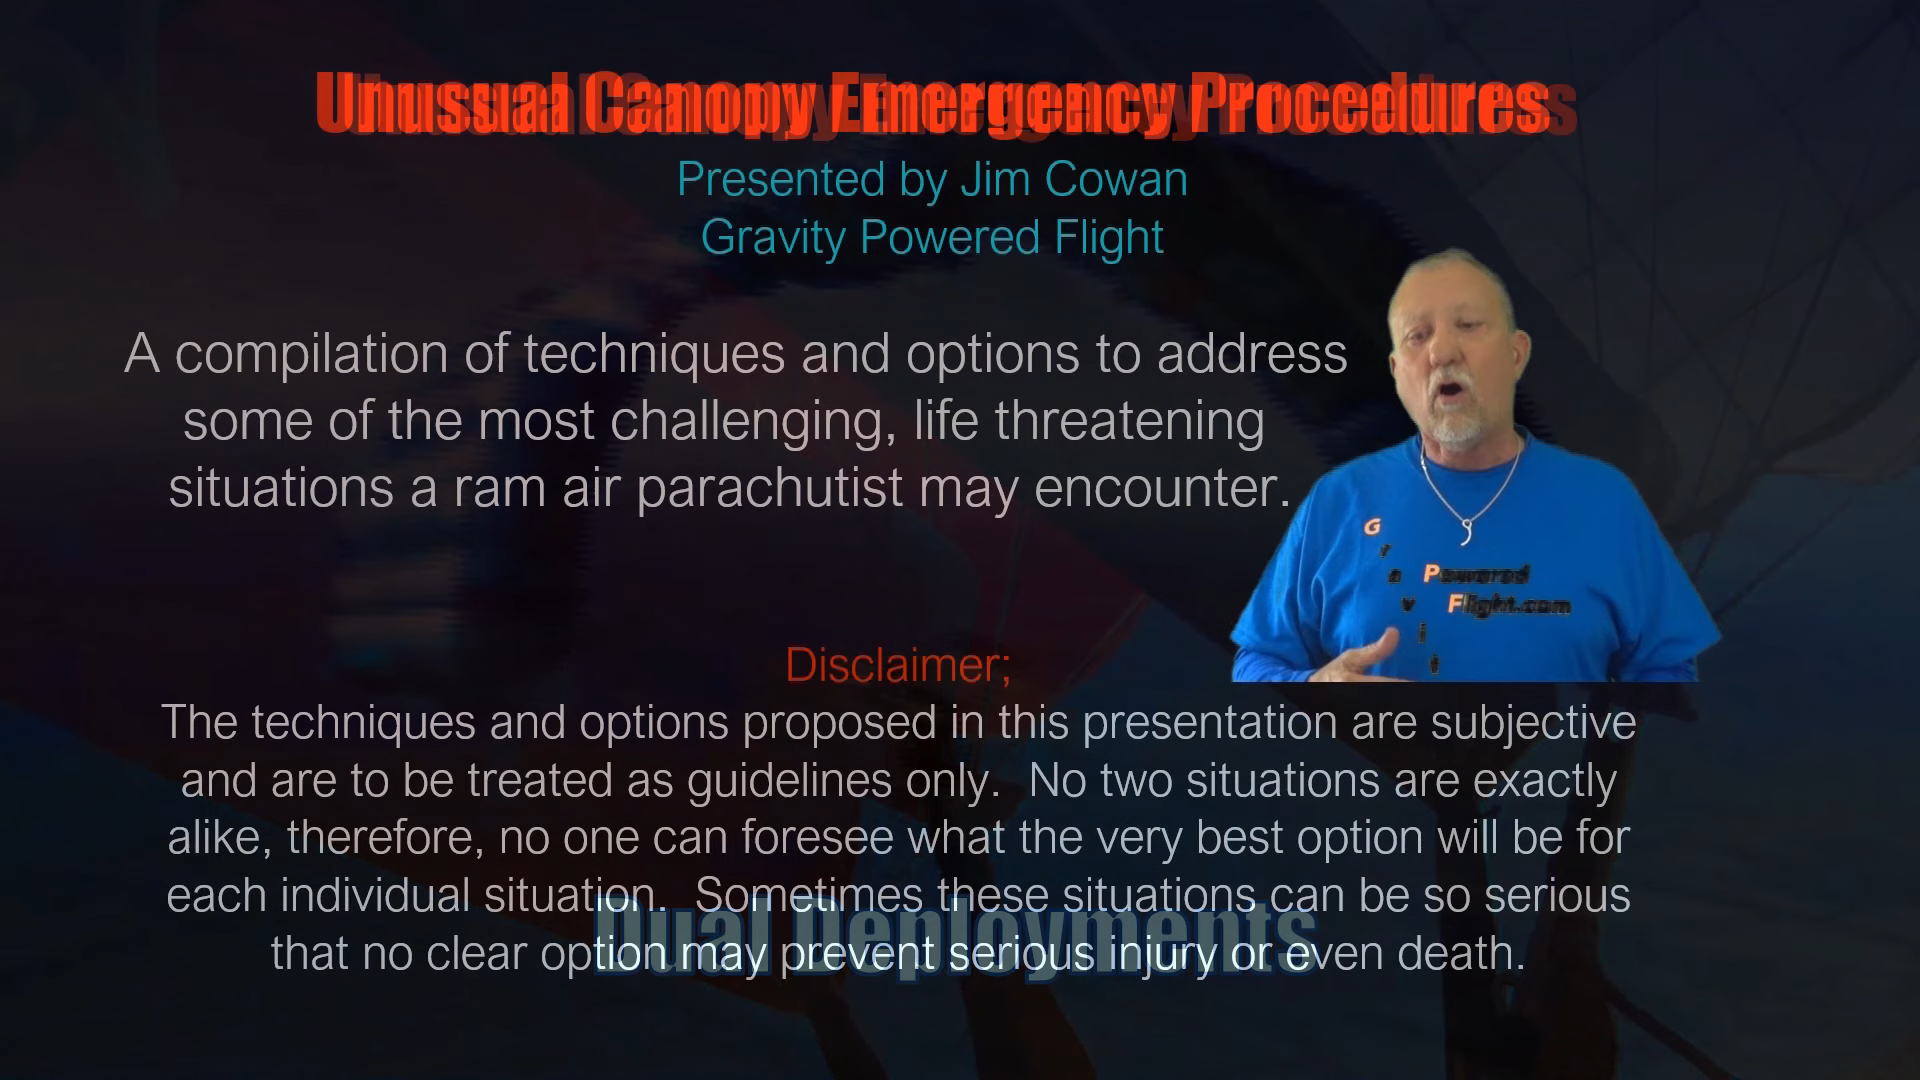 Unusual Canopy Emergency Procedures
Presented by Jim Cowan
Gravity Powered Flight
A compilation of techniques and options to address
some of the most challenging, life threatening
situations a ram air parachutist may encounter.
Gravit
Powered
Flight.com
Disclaimer;
The techniques and options proposed in this presentation are subjective
and are to be treated as guidelines only.  No two situations are exactly
alike, therefore, no one can foresee what the very best option will be for
each individual situation.  Sometimes these situations can be so serious
that no clear option may prevent serious injury or even death.
Dual Deployments